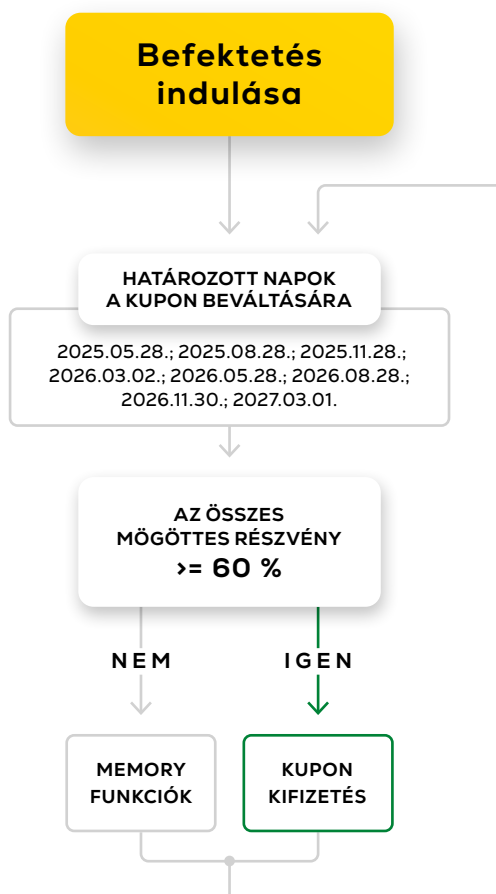 Befektetés
indulása
HATÁROZOTT NAPOK
A KUPON BEVÁLTÁSÁRA
2025.05.28.; 2025.08.28.; 2025.11.28.;
2026.03.02.; 2026.05.28.; 2026.08.28.;
2026.11.30.; 2027.03.01.
AZ ÖSSZES
MÖGÖTTES RÉSZVÉNY
>= 60 %
NEM
IGEN
MEMORY
FUNKCIÓK
KUPON
KIFIZETÉS